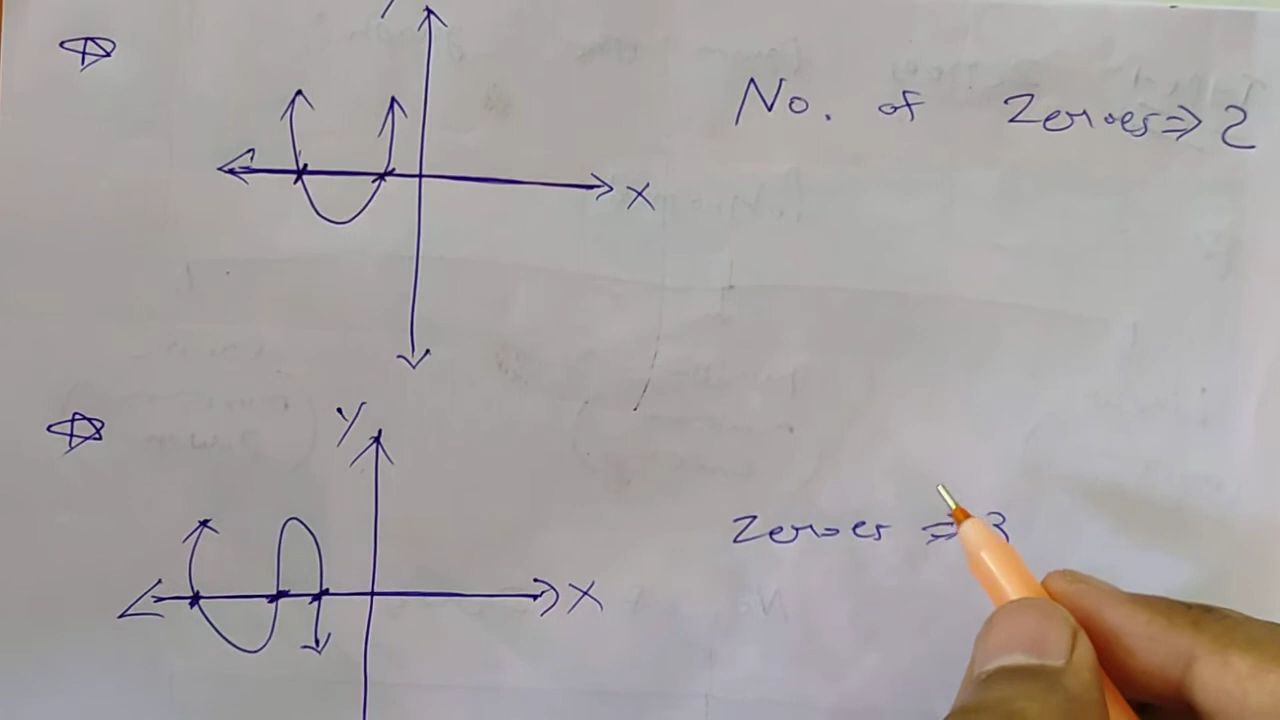 No. of Zeroes⇒2
X
Y
Zeroes ⇒3
X